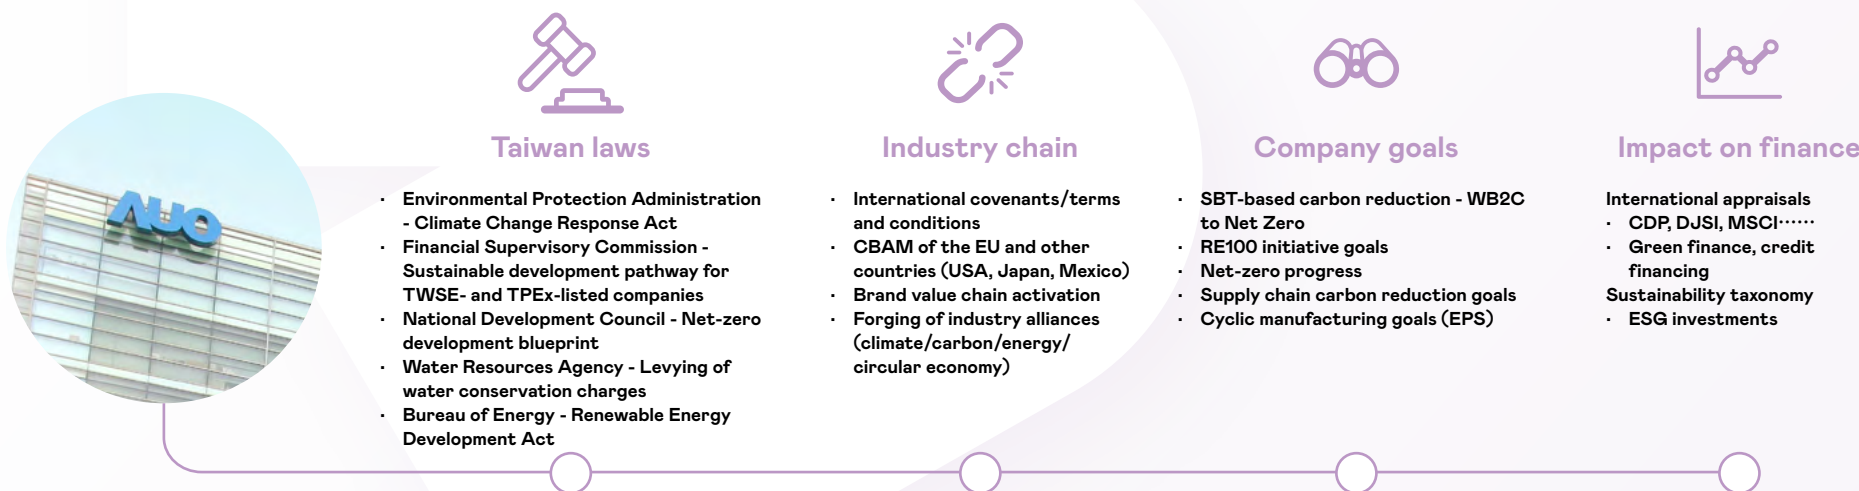 AUO
Taiwan laws
· Environmental Protection Administration
- Climate Change Response Act
· Financial Supervisory Commission -
Sustainable development pathway for
TWSE- and TPEx-listed companies
· National Development Council - Net-zero
development blueprint
· Water Resources Agency - Levying of
water conservation charges
· Bureau of Energy - Renewable Energy
Development Act
Industry chain
· International covenants/terms
and conditions
· CBAM of the EU and other
countries (USA, Japan, Mexico)
· Brand value chain activation
· Forging of industry alliances
(climate/carbon/energy/
circular economy)
Company goals
· SBT-based carbon reduction - WB2C
to Net Zero
· RE100 initiative goals
· Net-zero progress
· Supply chain carbon reduction goals
· Cyclic manufacturing goals (EPS)
Impact on finance
International appraisals
· CDP, DJSI, MSCI⋯⋯
· Green finance, credit
financing
Sustainability taxonomy
· ESG investments